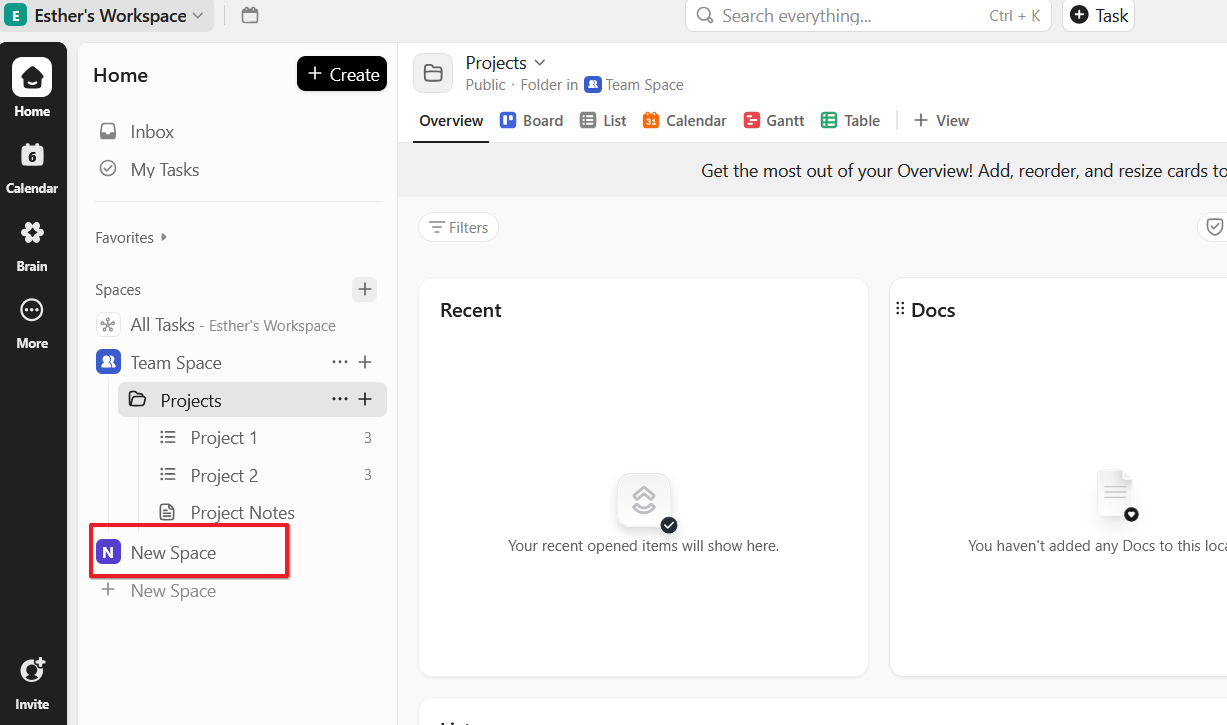 E Esther's Workspace
Search everything... Ctrl + K
Task
Home
Calendar
6
Brain
More
Invite
Home
Create
Inbox
My Tasks
Favorites
Spaces
All Tasks - Esther's Workspace
Team Space
Projects
Project 1 3
Project 2 3
Project Notes
N New Space
+ New Space
Projects
Public · Folder in Team Space
Overview Board List 31 Calendar Gantt Table + View
Get the most out of your Overview! Add, reorder, and resize cards to
Filters
Recent
Your recent opened items will show here.
Docs
You haven't added any Docs to this